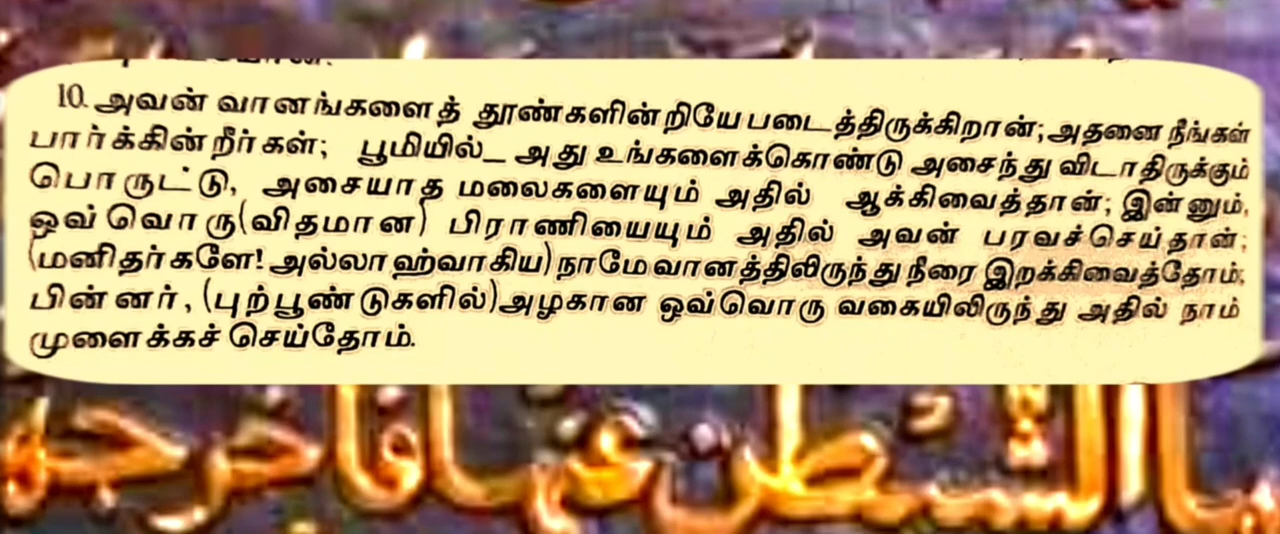 10. அவன் வானங்களைத் தூண்களின்றியே படைத்திருக்கிறான்; அதனை நீங்கள்
பார்க்கின்றீர்கள்; பூமியில்_ அது உங்களைக்கொண்டு அசைந்து விடாதிருக்கும்
பொருட்டு, அசையாத மலைகளையும் அதில் ஆக்கிவைத்தான்; இன்னும்,
ஒவ்வொரு(விதமான) பிராணியையும் அதில் அவன் பரவச்செய்தான்;
(மனிதர்களே! அல்லாஹ்வாகிய) நாமே வானத்திலிருந்து நீரை இறக்கிவைத்தோம்;
பின்னர், (புற்பூண்டுகளில்)அழகான ஒவ்வொரு வகையிலிருந்து அதில் நாம்
முளைக்கச் செய்தோம்.